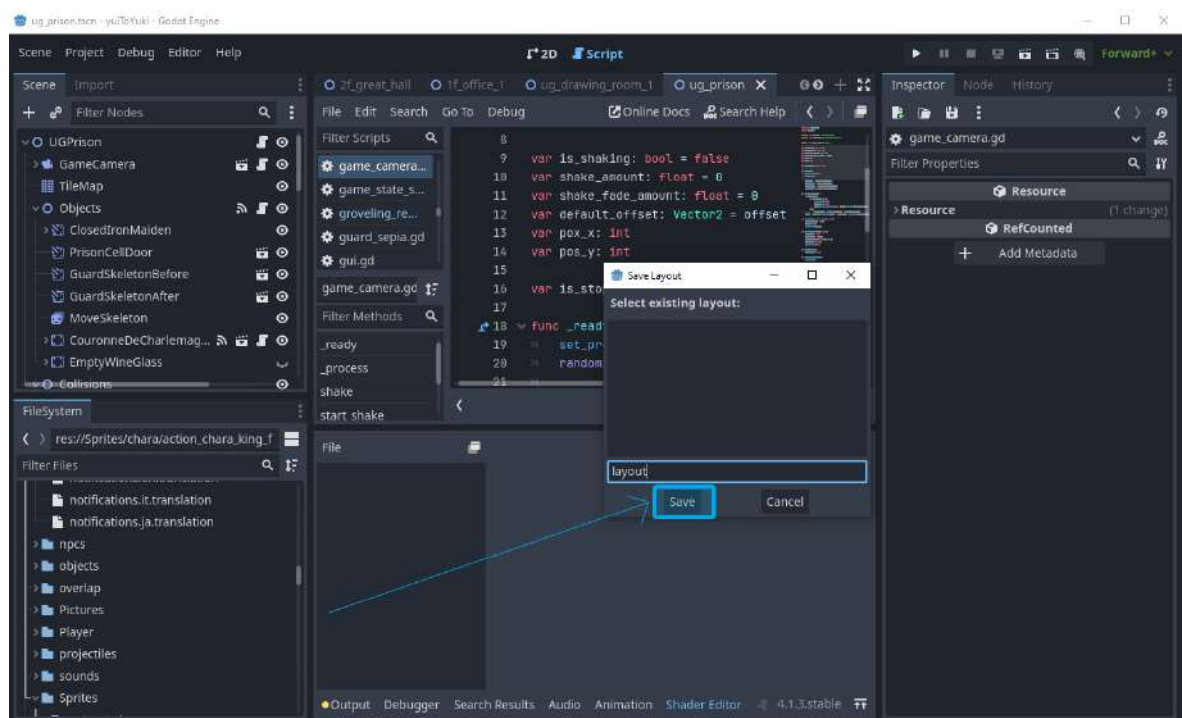 ug_prison.tscn - yuiToYuki - Godot Engine
Scene Project Debug Editor Help
2D Script
Forward+
Scene Import
Filter Nodes
UGPrison
GameCamera
TileMap
Objects
ClosedIronMaiden
PrisonCellDoor
GuardSkeletonBefore
GuardSkeletonAfter
MoveSkeleton
CouronneDeCharlemag...
EmptyWineGlass
Collisions
FileSystem
res://Sprites/chara/action_chara_king_f
Filter Files
notifications.it.translation
notifications.ja.translation
npcs
objects
overlap
Pictures
Player
projectiles
sounds
Sprites
2f_great_hall 1f_office_1 ug_drawing_room_1 ug_prison
File Edit Search Go To Debug Online Docs Search Help
Filter Scripts
game_camera...
game_state_s...
groveling_re...
guard_sepia.gd
gui.gd
game_camera.gd
Filter Methods
_ready
_process
shake
start shake
8
9 var is_shaking: bool = false
10 var shake_amount: float = 0
11 var shake_fade_amount: float = 0
12 var default_offset: Vector2 = offset
13 var pox_x: int
14 var pos_y: int
15
16 var is_sto
17
18 func _read
19 set_pr
20 random
21
Save Layout
Select existing layout:
layout
Save Cancel
File
Output Debugger Search Results Audio Animation Shader Editor 4.1.3.stable
Inspector Node History
game_camera.gd
Filter Properties
Resource
Resource (1 change)
RefCounted
Add Metadata